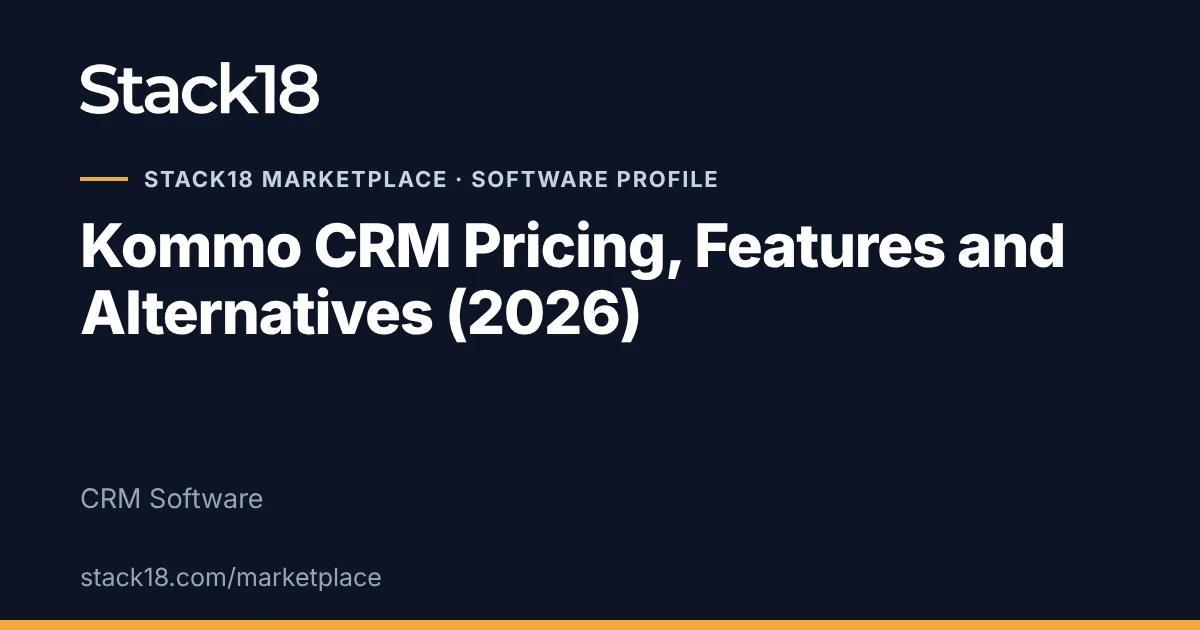 Stack18
STACK18 MARKETPLACE · SOFTWARE PROFILE
Kommo CRM Pricing, Features and
Alternatives (2026)
CRM Software
stack18.com/marketplace